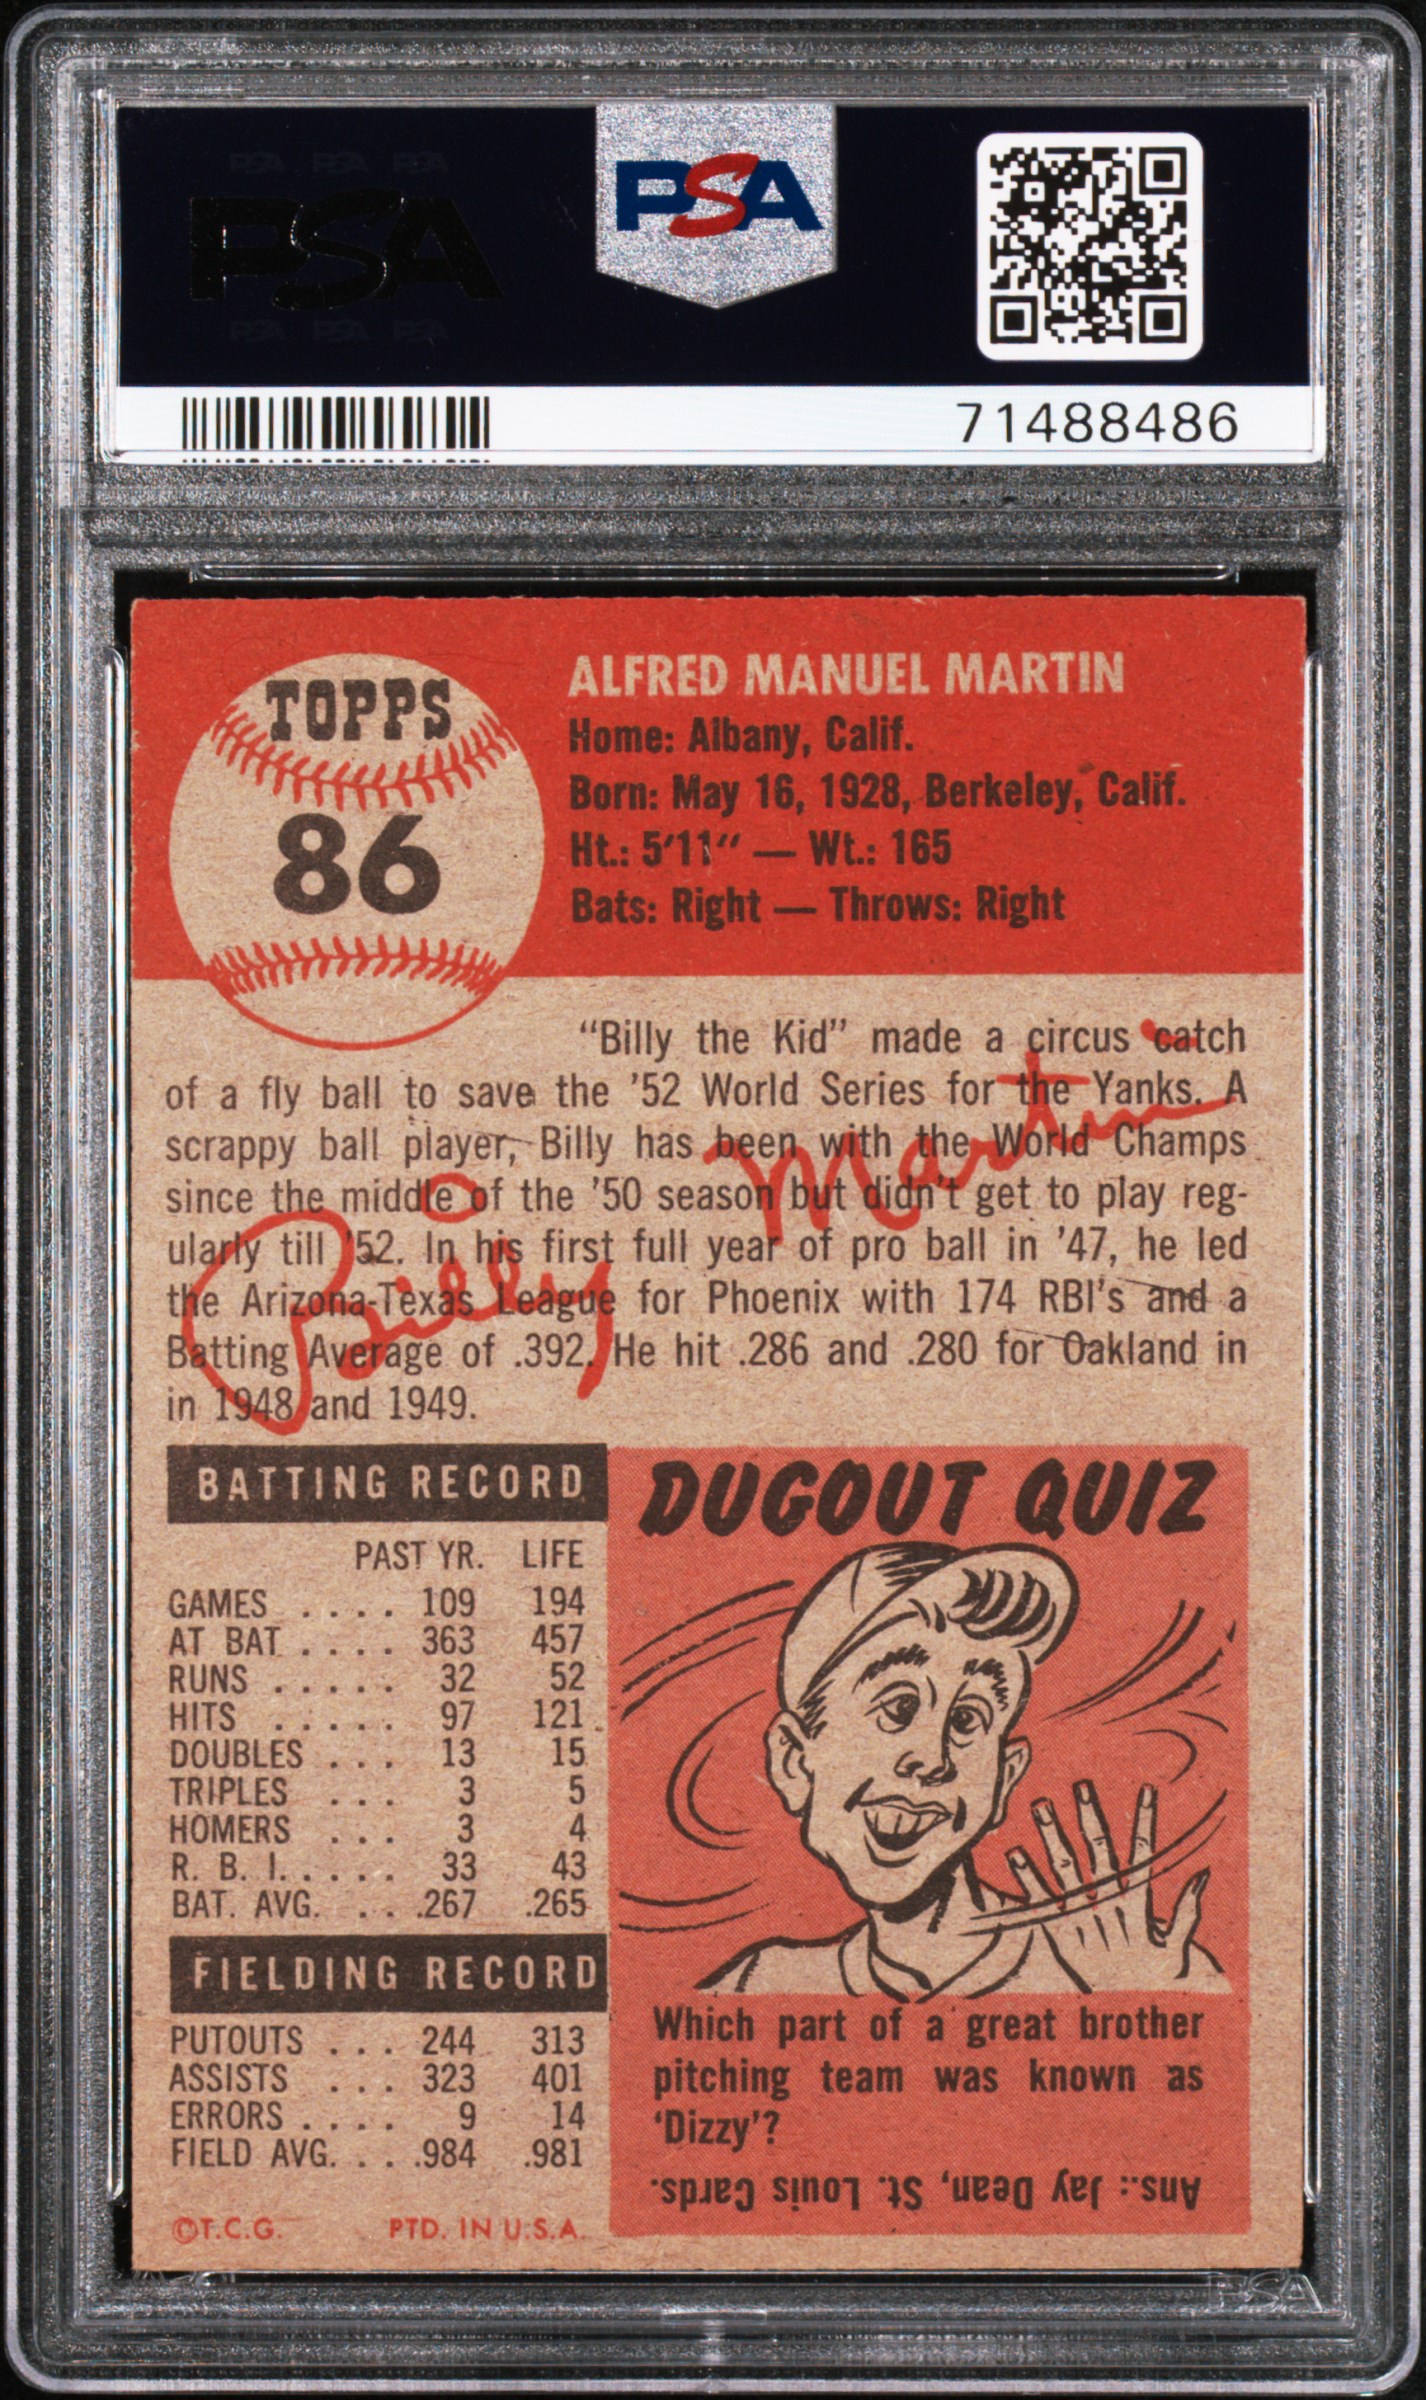 PSA PSA PSA
PSA
PSA PSA PSA
PSA
71488486
TOPPS
86
ALFRED MANUEL MARTIN
Home: Albany, Calif.
Born: May 16, 1928, Berkeley, Calif.
Ht.: 5'11" — Wt.: 165
Bats: Right — Throws: Right
"Billy the Kid" made a circus catch
of a fly ball to save the '52 World Series for the Yanks. A
scrappy ball player, Billy has been with the World Champs
since the middle of the '50 season but didn't get to play reg-
ularly till '52. In his first full year of pro ball in '47, he led
the Arizona-Texas League for Phoenix with 174 RBI's and a
Batting Average of .392. He hit .286 and .280 for Oakland in
in 1948 and 1949.
Billy Martin
BATTING RECORD
PAST YR. LIFE
GAMES .... 109 194
AT BAT .... 363 457
RUNS ..... 32 52
HITS ..... 97 121
DOUBLES ... 13 15
TRIPLES ... 3 5
HOMERS ... 3 4
R. B. I. .... 33 43
BAT. AVG. ... .267 .265
FIELDING RECORD
PUTOUTS ... 244 313
ASSISTS ... 323 401
ERRORS .... 9 14
FIELD AVG. ... .984 .981
©T.C.G. PTD. IN U.S.A.
DUGOUT QUIZ
Which part of a great brother
pitching team was known as
'Dizzy'?
Ans.: Jay Dean, St. Louis Cards.
PSA